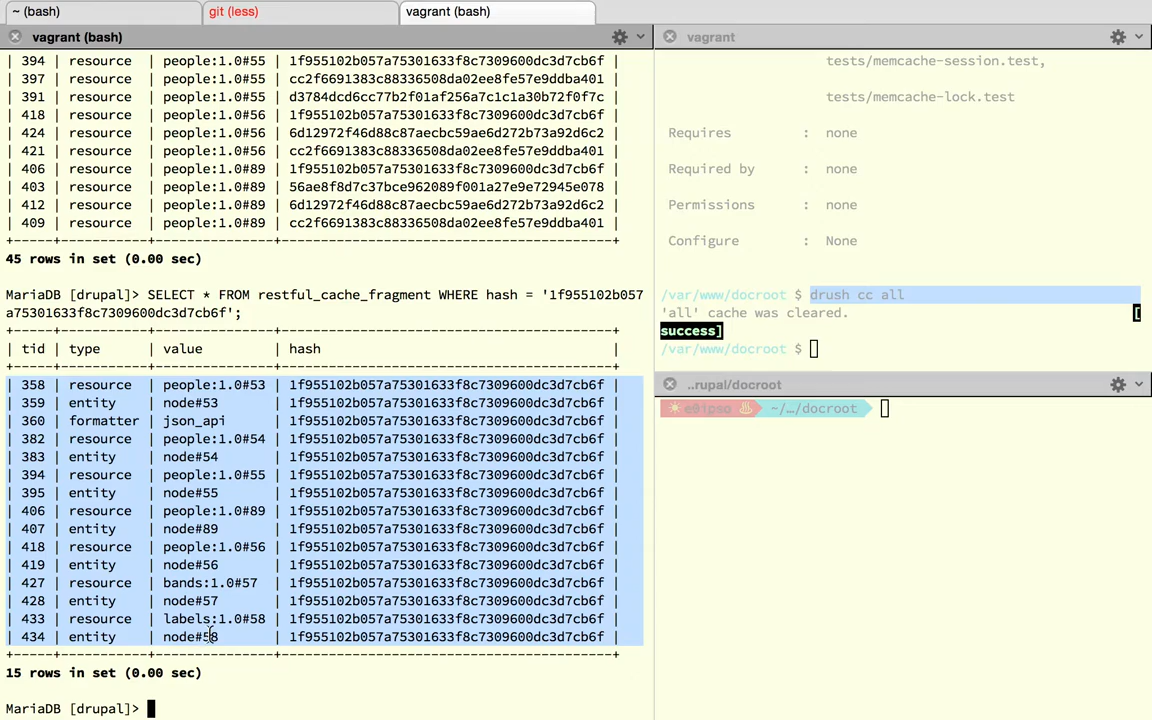 ~ (bash)
git (less)
vagrant (bash)
vagrant (bash)
| 394 | resource | people:1.0#55 | 1f955102b057a75301633f8c7309600dc3d7cb6f |
| 397 | resource | people:1.0#55 | cc2f6691383c88336508da02ee8fe57e9ddba401 |
| 391 | resource | people:1.0#55 | d3784dcd6cc77b2f01af256a7c1c1a30b72f0f7c |
| 418 | resource | people:1.0#56 | 1f955102b057a75301633f8c7309600dc3d7cb6f |
| 424 | resource | people:1.0#56 | 6d12972f46d88c87aecbc59ae6d272b73a92d6c2 |
| 421 | resource | people:1.0#56 | cc2f6691383c88336508da02ee8fe57e9ddba401 |
| 406 | resource | people:1.0#89 | 1f955102b057a75301633f8c7309600dc3d7cb6f |
| 403 | resource | people:1.0#89 | 56ae8f8d7c37bce962089f001a27e9e72945e078 |
| 412 | resource | people:1.0#89 | 6d12972f46d88c87aecbc59ae6d272b73a92d6c2 |
| 409 | resource | people:1.0#89 | cc2f6691383c88336508da02ee8fe57e9ddba401 |
+-----+-----------+---------------+------------------------------------------+
45 rows in set (0.00 sec)
MariaDB [drupal]> SELECT * FROM restful_cache_fragment WHERE hash = '1f955102b057
a75301633f8c7309600dc3d7cb6f';
+-----+-----------+---------------+------------------------------------------+
| tid | type | value | hash |
+-----+-----------+---------------+------------------------------------------+
| 358 | resource | people:1.0#53 | 1f955102b057a75301633f8c7309600dc3d7cb6f |
| 359 | entity | node#53 | 1f955102b057a75301633f8c7309600dc3d7cb6f |
| 360 | formatter | json_api | 1f955102b057a75301633f8c7309600dc3d7cb6f |
| 382 | resource | people:1.0#54 | 1f955102b057a75301633f8c7309600dc3d7cb6f |
| 383 | entity | node#54 | 1f955102b057a75301633f8c7309600dc3d7cb6f |
| 394 | resource | people:1.0#55 | 1f955102b057a75301633f8c7309600dc3d7cb6f |
| 395 | entity | node#55 | 1f955102b057a75301633f8c7309600dc3d7cb6f |
| 406 | resource | people:1.0#89 | 1f955102b057a75301633f8c7309600dc3d7cb6f |
| 407 | entity | node#89 | 1f955102b057a75301633f8c7309600dc3d7cb6f |
| 418 | resource | people:1.0#56 | 1f955102b057a75301633f8c7309600dc3d7cb6f |
| 419 | entity | node#56 | 1f955102b057a75301633f8c7309600dc3d7cb6f |
| 427 | resource | bands:1.0#57 | 1f955102b057a75301633f8c7309600dc3d7cb6f |
| 428 | entity | node#57 | 1f955102b057a75301633f8c7309600dc3d7cb6f |
| 433 | resource | labels:1.0#58 | 1f955102b057a75301633f8c7309600dc3d7cb6f |
| 434 | entity | node#58 | 1f955102b057a75301633f8c7309600dc3d7cb6f |
+-----+-----------+---------------+------------------------------------------+
15 rows in set (0.00 sec)
MariaDB [drupal]>
vagrant
tests/memcache-session.test,
tests/memcache-lock.test
Requires : none
Required by : none
Permissions : none
Configure : None
/var/www/docroot $ drush cc all
'all' cache was cleared. [
success]
/var/www/docroot $
..rupal/docroot
e0ipso ~/…/docroot